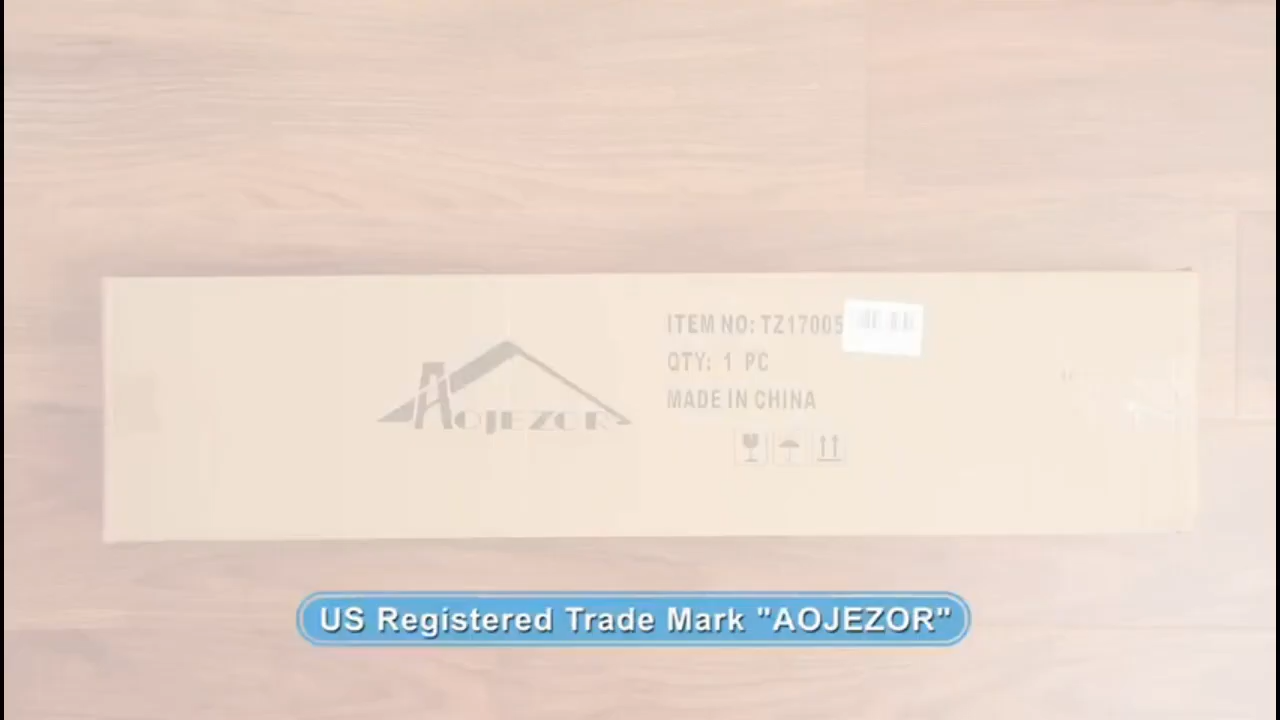 AOJEZOR
ITEM NO: TZ17005
QTY: 1 PC
MADE IN CHINA
US Registered Trade Mark "AOJEZOR"